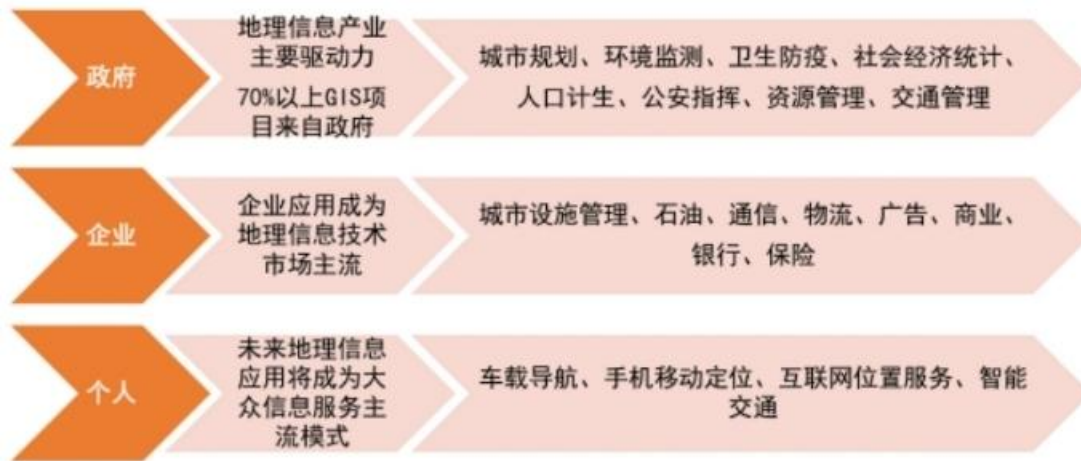 政府
地理信息产业
主要驱动力
70%以上GIS项
目来自政府
城市规划、环境监测、卫生防疫、社会经济统计、
人口计生、公安指挥、资源管理、交通管理
企业
企业应用成为
地理信息技术
市场主流
城市设施管理、石油、通信、物流、广告、商业、
银行、保险
个人
未来地理信息
应用将成为大
众信息服务主
流模式
车载导航、手机移动定位、互联网位置服务、智能
交通